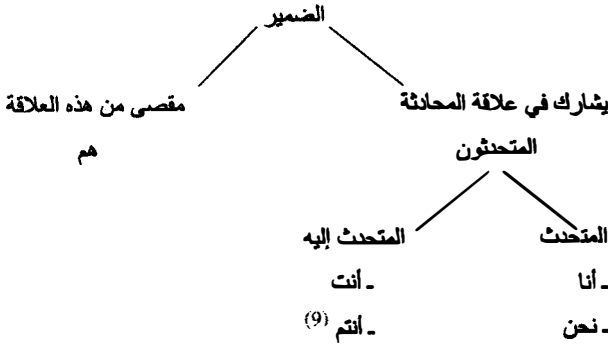 الضمير
يشارك في علاقة المحادثة
مقصى من هذه العلاقة
المتحدثون
هم
المتحدث
المتحدث إليه
ـ أنا
ـ أنت
ـ نحن
ـ أنتم (9)